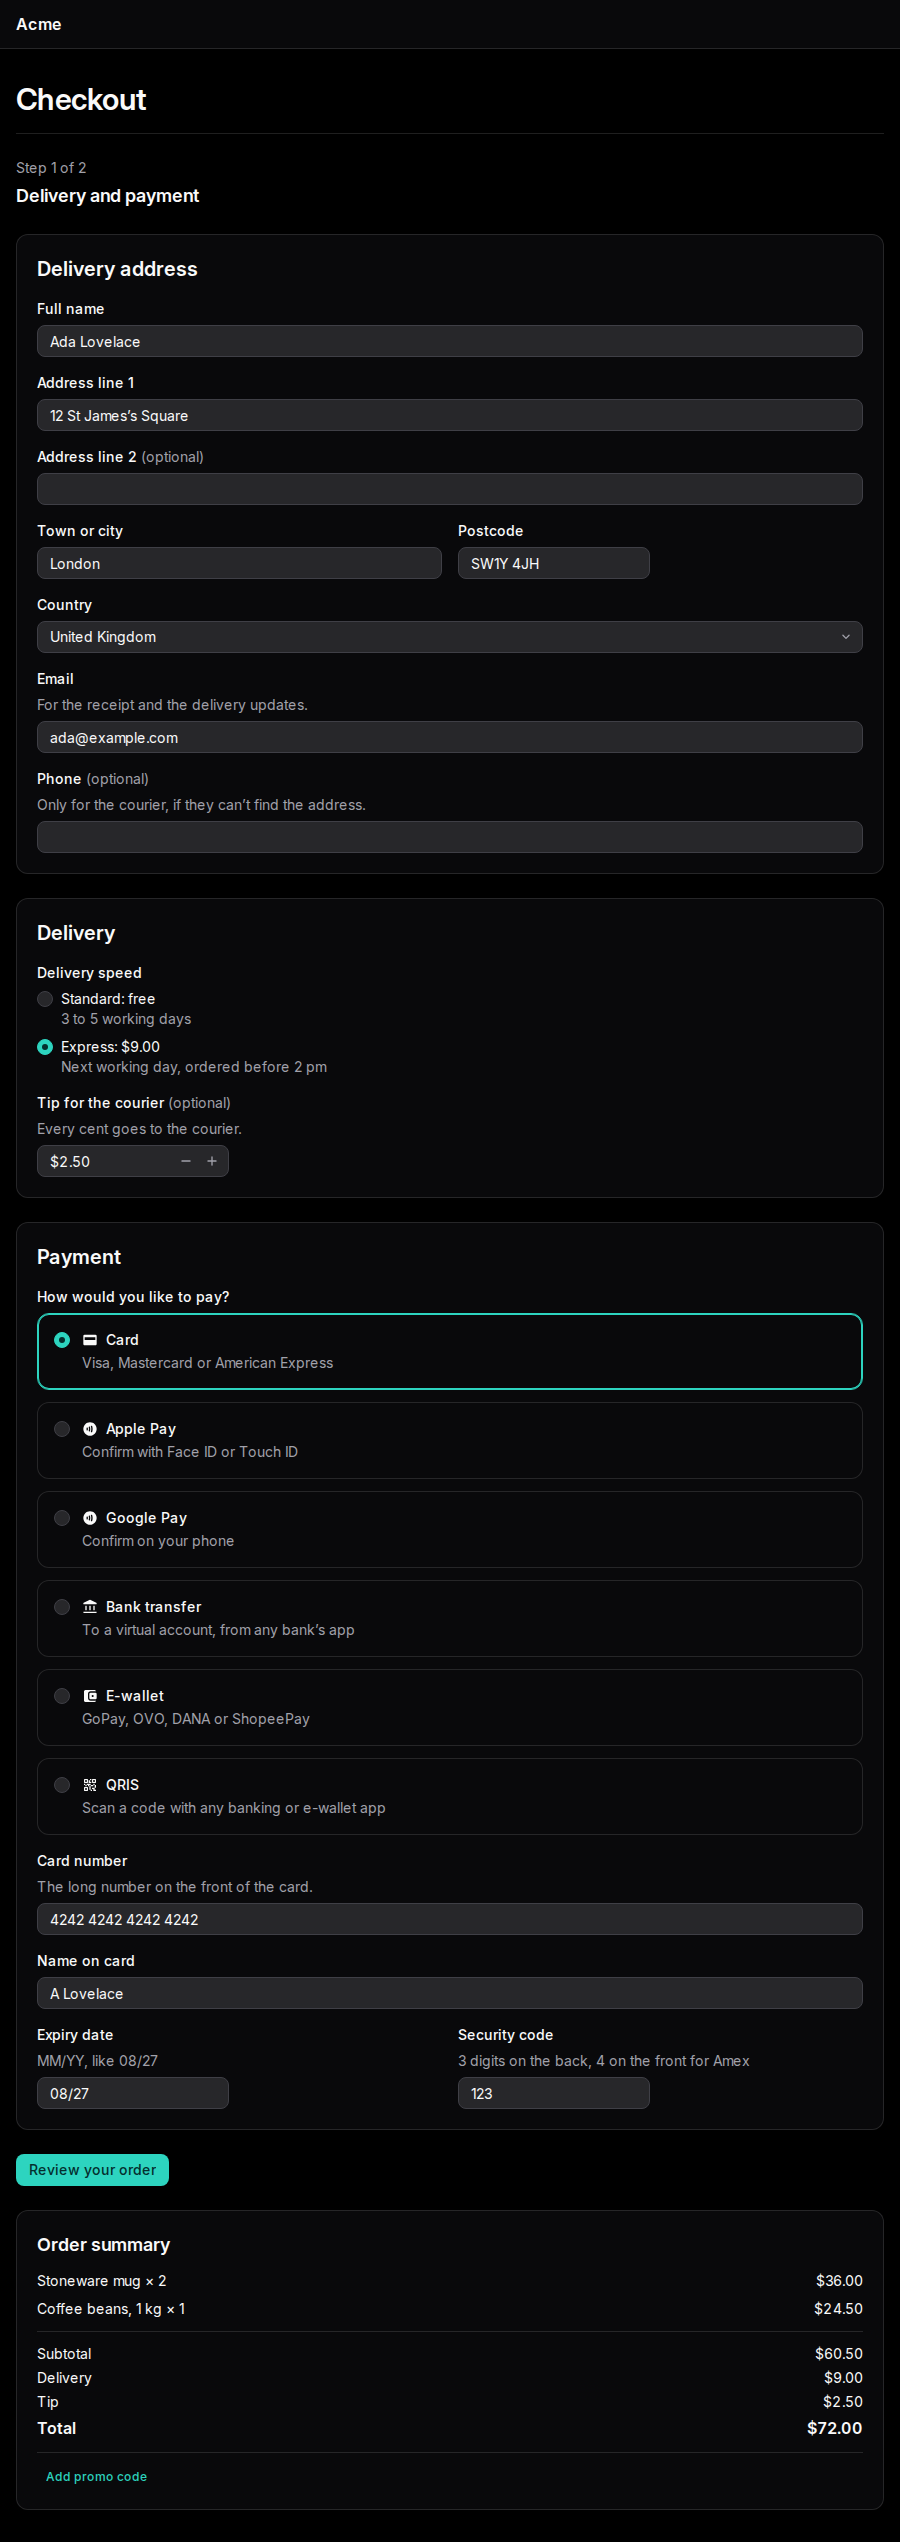 Acme
Checkout
Step 1 of 2
Delivery and payment
Delivery address
Full name
Ada Lovelace
Address line 1
12 St James’s Square
Address line 2 (optional)
Town or city
Postcode
London
SW1Y 4JH
Country
United Kingdom
Email
For the receipt and the delivery updates.
ada@example.com
Phone (optional)
Only for the courier, if they can’t find the address.
Delivery
Delivery speed
Standard: free
3 to 5 working days
Express: $9.00
Next working day, ordered before 2 pm
Tip for the courier (optional)
Every cent goes to the courier.
$2.50
Payment
How would you like to pay?
Card
Visa, Mastercard or American Express
Apple Pay
Confirm with Face ID or Touch ID
Google Pay
Confirm on your phone
Bank transfer
To a virtual account, from any bank’s app
E-wallet
GoPay, OVO, DANA or ShopeePay
QRIS
Scan a code with any banking or e-wallet app
Card number
The long number on the front of the card.
4242 4242 4242 4242
Name on card
A Lovelace
Expiry date
Security code
MM/YY, like 08/27
3 digits on the back, 4 on the front for Amex
08/27
123
Review your order
Order summary
Stoneware mug × 2 $36.00
Coffee beans, 1 kg × 1 $24.50
Subtotal $60.50
Delivery $9.00
Tip $2.50
Total $72.00
Add promo code